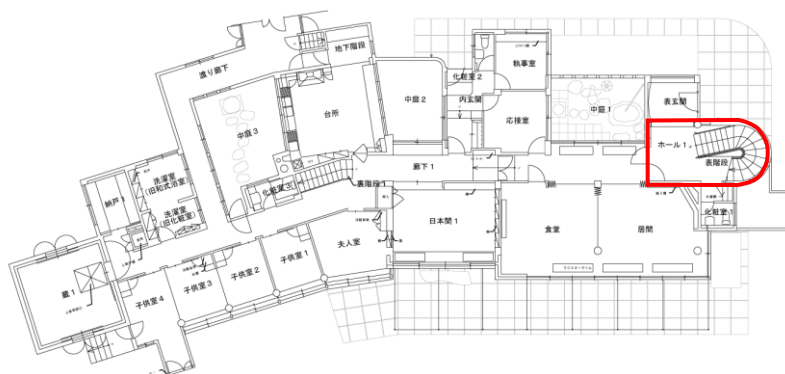 地下階段
渡り廊下
執事室
化粧室2
台所
中庭2
内玄関
中庭1
表玄関
中庭3
応接室
ホール1
廊下1
表階段
洗濯室
(旧和式浴室)
化粧室3
裏階段1
納戸1
洗濯室
(旧化粧室)
日本間1
化粧室1
夫人室
食堂
居間
子供室1
子供室2
子供室3
子供室4
蔵1